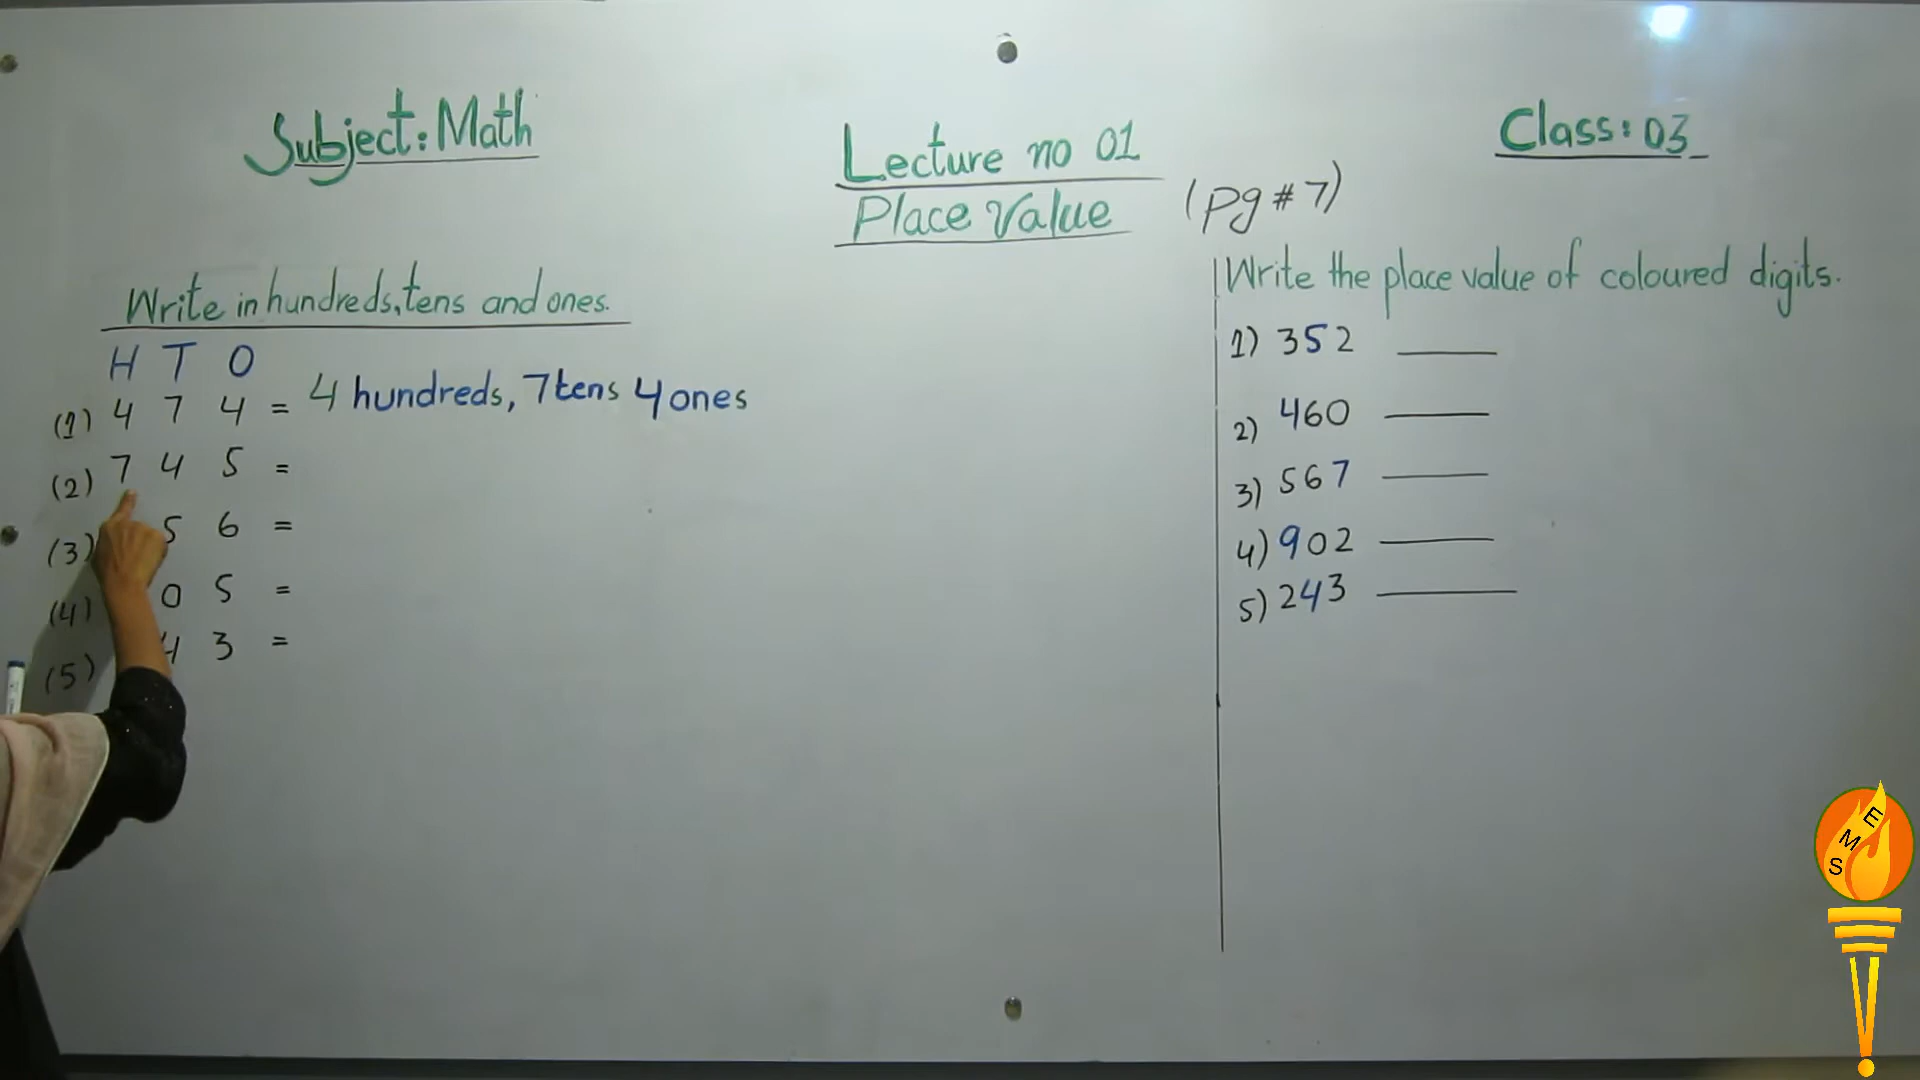 Subject: Math
Lecture no 01
Place Value
(pg # 7)
Class: 03
Write in hundreds, tens and ones.
H T O
(1) 4 7 4 = 4 hundreds, 7 tens 4 ones
(2) 7 4 5 =
(3) 5 6 =
(4) 0 5 =
(5) 4 3 =
Write the place value of coloured digits.
1) 352
2) 460
3) 567
4) 902
5) 243
EMS